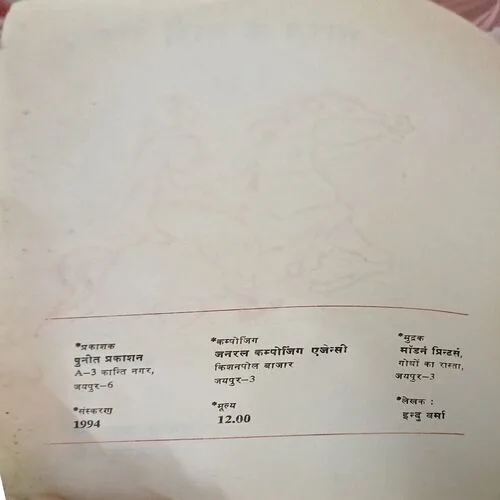 *प्रकाशक
पुनीत प्रकाशन
A-3 कान्ति नगर,
जयपुर-6
*कम्पोजिंग
जनरल कम्पोजिंग एजेन्सी
किशनपोल बाजार
जयपुर-3
*मुद्रक
मॉडर्न प्रिन्टर्स,
गोधों का रास्ता,
जयपुर-3
*संस्करण
1994
*मूल्य
12.00
*लेखक :
इन्दु वर्मा